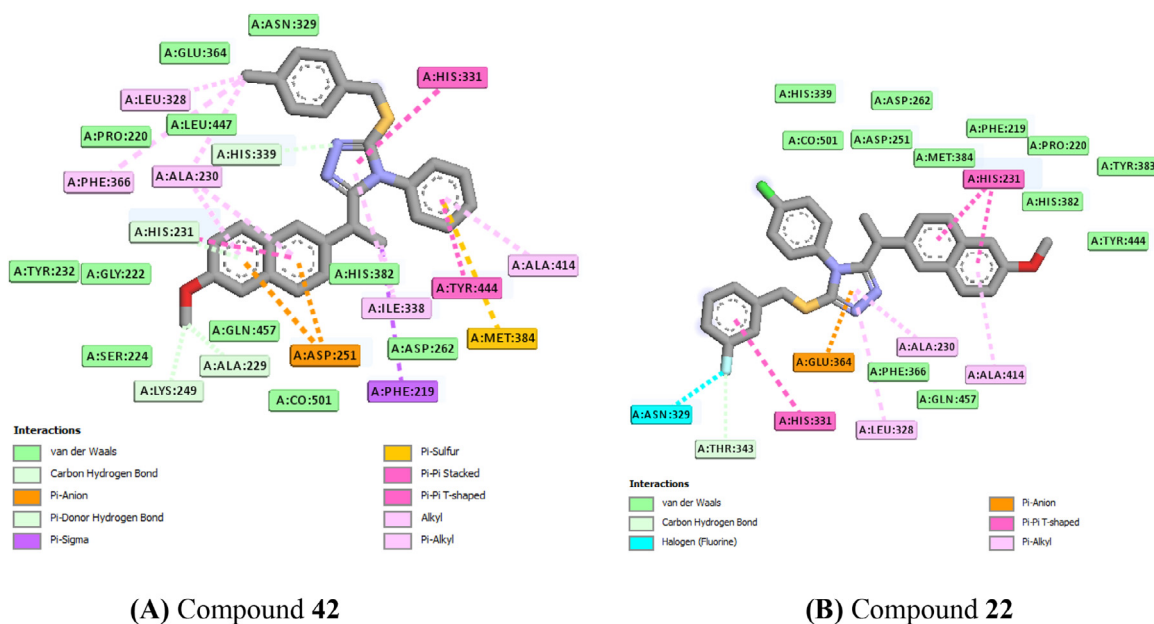 A:ASN:329
A:GLU:364
A:HIS:331
A:LEU:328
A:LEU:447
A:PRO:220
A:HIS:339
A:PHE:366
A:ALA:230
A:HIS:231
A:ALA:414
A:TYR:232
A:GLY:222
A:HIS:382
A:TYR:444
A:ILE:338
A:GLN:457
A:MET:384
A:SER:224
A:ASP:251
A:ASP:262
A:ALA:229
A:LYS:249
A:PHE:219
A:CO:501
Interactions
van der Waals
Carbon Hydrogen Bond
Pi-Anion
Pi-Donor Hydrogen Bond
Pi-Sigma
Pi-Sulfur
Pi-Pi Stacked
Pi-Pi T-shaped
Alkyl
Pi-Alkyl
(A) Compound 42
A:HIS:339
A:ASP:262
A:CO:501
A:ASP:251
A:PHE:219
A:PRO:220
A:MET:384
A:TYR:383
A:HIS:231
A:HIS:382
A:TYR:444
A:ALA:230
A:GLU:364
A:PHE:366
A:ALA:414
A:GLN:457
A:ASN:329
A:HIS:331
A:LEU:328
A:THR:343
Interactions
van der Waals
Carbon Hydrogen Bond
Halogen (Fluorine)
Pi-Anion
Pi-Pi T-shaped
Pi-Alkyl
(B) Compound 22